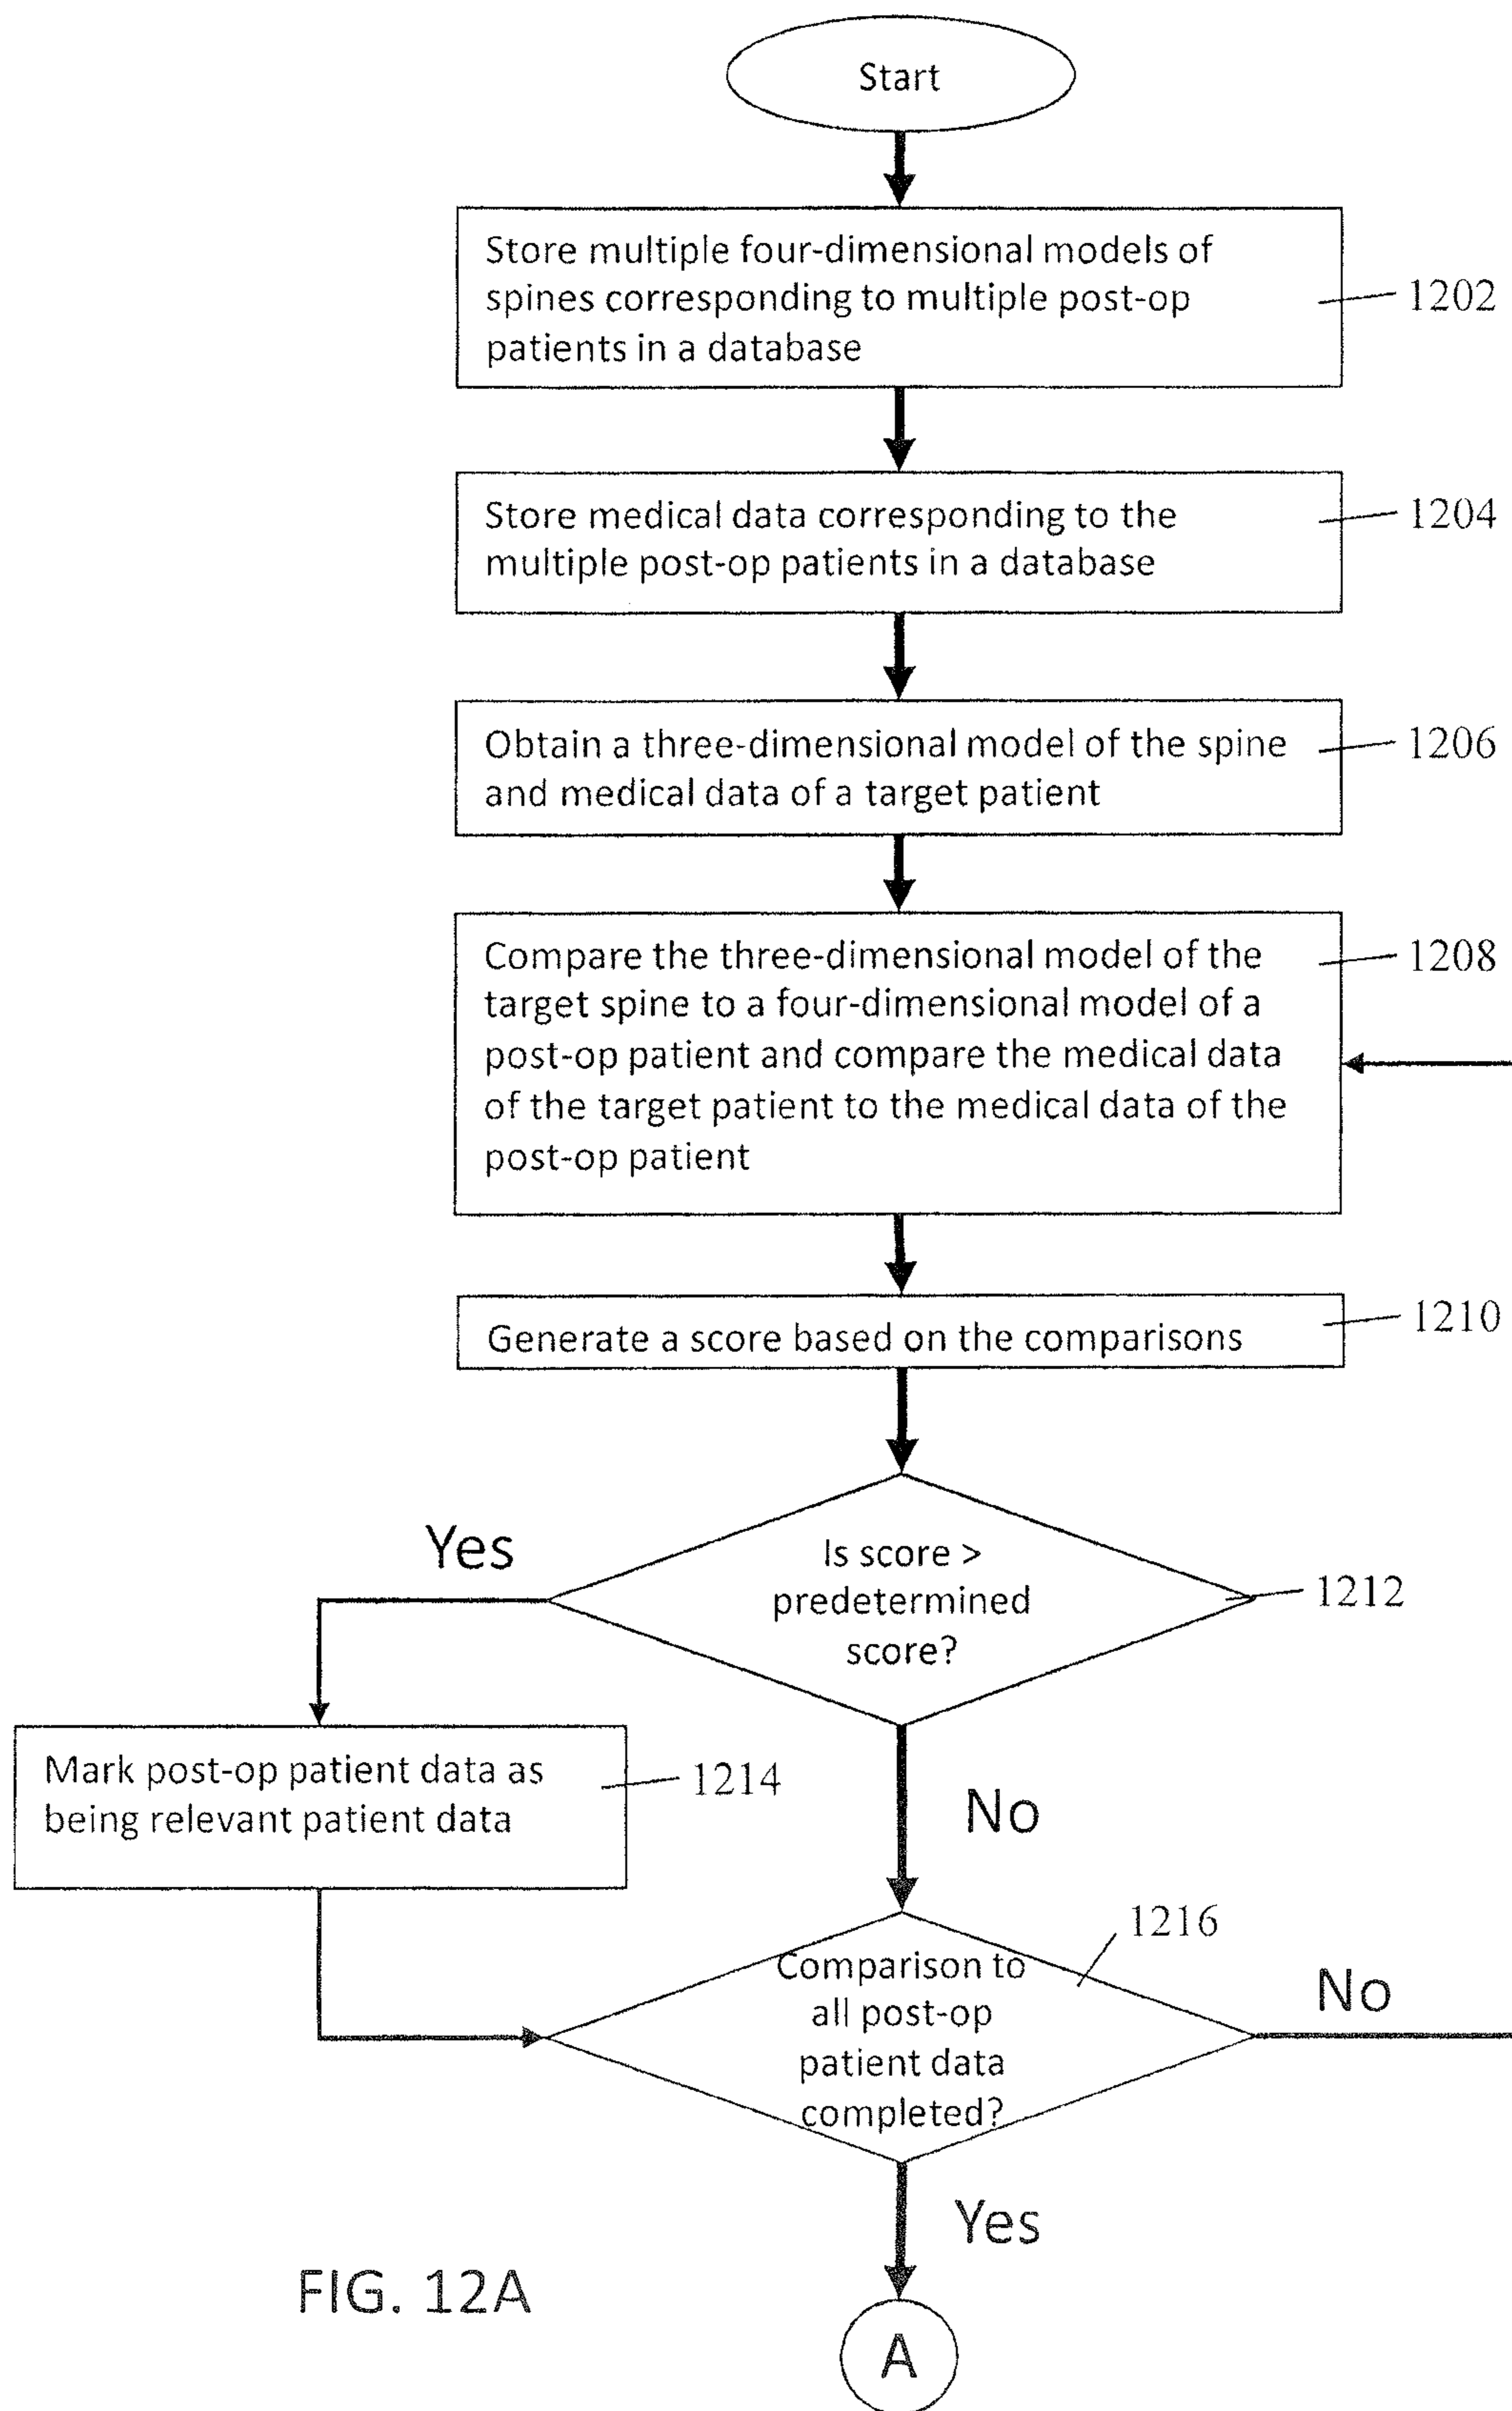 Start
Store multiple four-dimensional models of
spines corresponding to multiple post-op
patients in a database
1202
Store medical data corresponding to the
multiple post-op patients in a database
1204
Obtain a three-dimensional model of the spine
and medical data of a target patient
1206
Compare the three-dimensional model of the
target spine to a four-dimensional model of a
post-op patient and compare the medical data
of the target patient to the medical data of the
post-op patient
1208
Generate a score based on the comparisons
1210
Is score >
predetermined
score?
1212
Yes
No
Mark post-op patient data as
being relevant patient data
1214
Comparison to
all post-op
patient data
completed?
1216
No
Yes
A
FIG. 12A